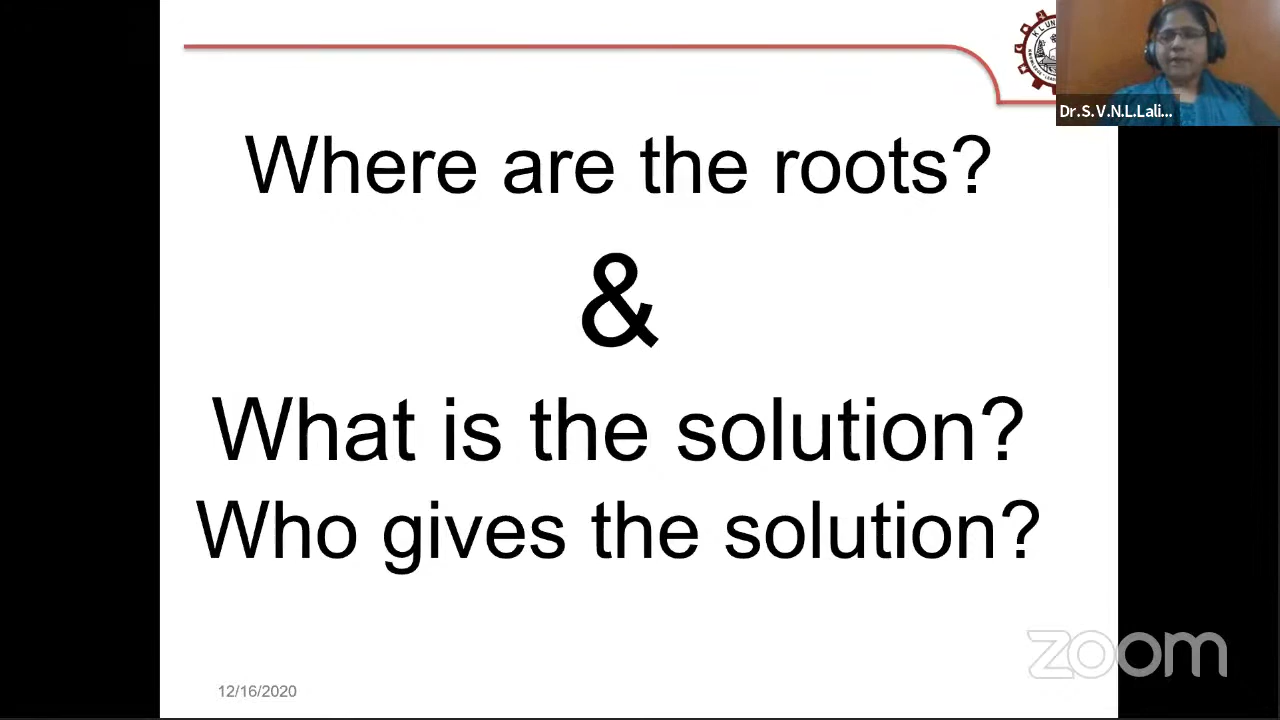 Dr.S.V.N.L.Lali...
Where are the roots?
&
What is the solution?
Who gives the solution?
zoom
12/16/2020